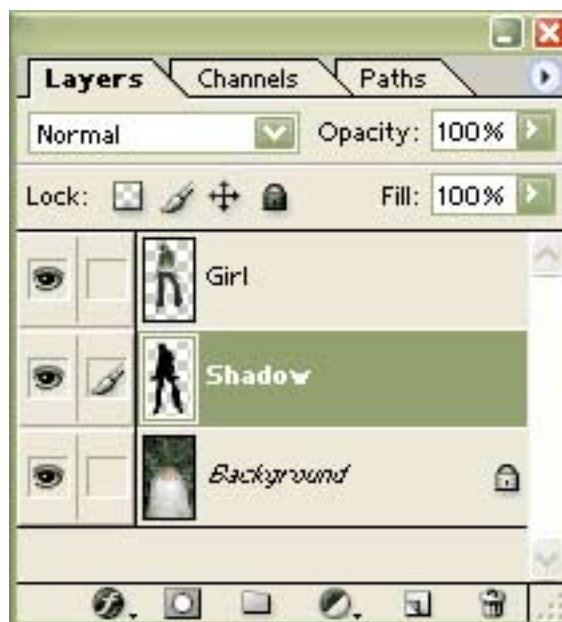 Layers Channels Paths
Normal Opacity: 100%
Lock: Fill: 100%
Girl
Shadow
Background